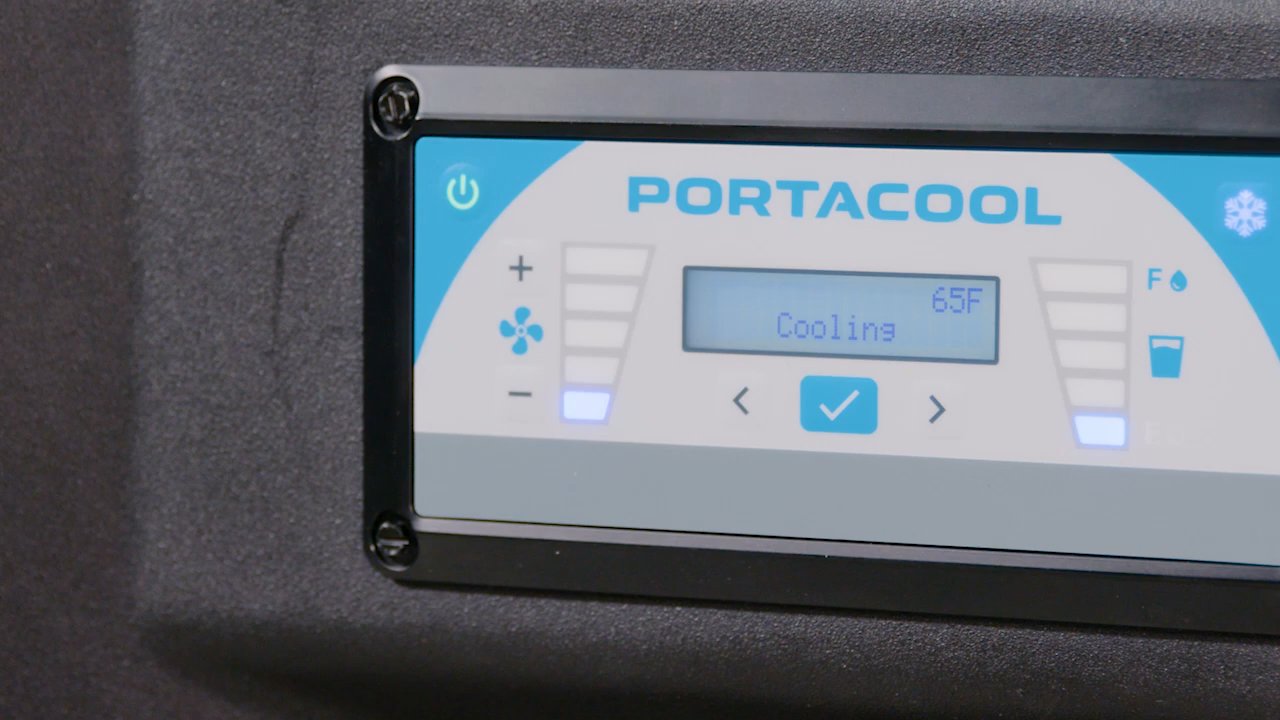 PORTACOOL
+
F
65F
Cooling
−
< >